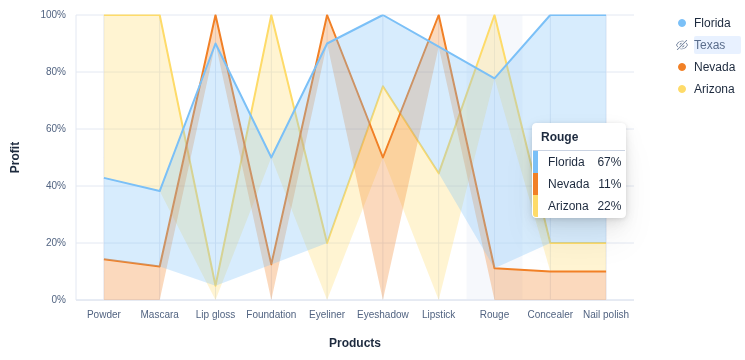 100%
80%
60%
40%
20%
0%
Profit
Powder
Mascara
Lip gloss
Foundation
Eyeliner
Eyeshadow
Lipstick
Rouge
Concealer
Nail polish
Products
Florida
Texas
Nevada
Arizona
Rouge
Florida 67%
Nevada 11%
Arizona 22%